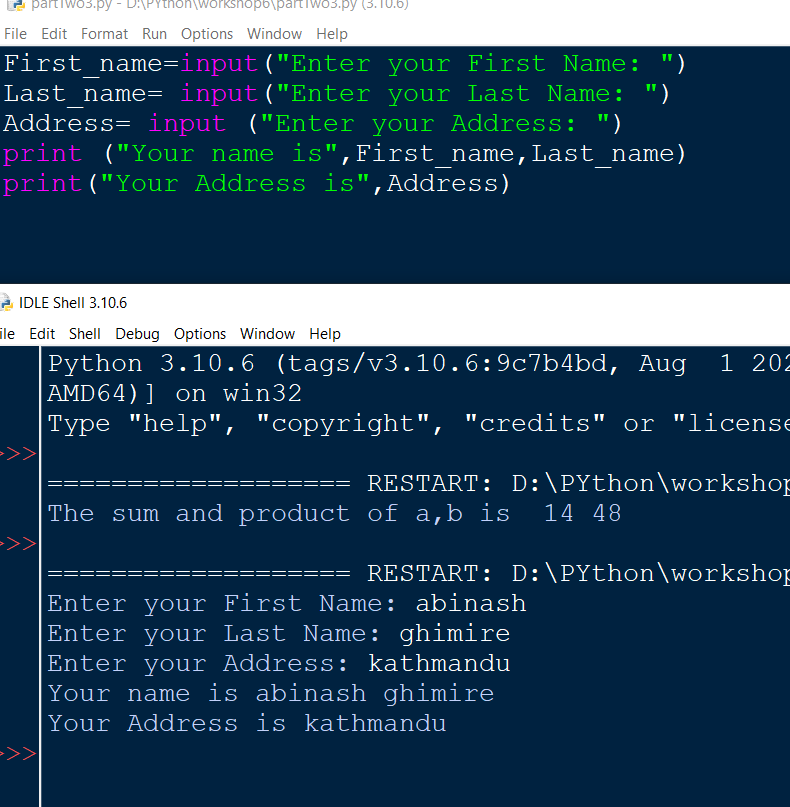 partTwo3.py - D:\PYthon\workshop6\partTwo3.py (3.10.6)
File Edit Format Run Options Window Help
First_name=input("Enter your First Name: ")
Last_name= input("Enter your Last Name: ")
Address= input ("Enter your Address: ")
print ("Your name is",First_name,Last_name)
print("Your Address is",Address)
IDLE Shell 3.10.6
ile Edit Shell Debug Options Window Help
Python 3.10.6 (tags/v3.10.6:9c7b4bd, Aug  1 202
AMD64)] on win32
Type "help", "copyright", "credits" or "license
>>>
=================== RESTART: D:\PYthon\workshop
The sum and product of a,b is  14 48
>>>
=================== RESTART: D:\PYthon\workshop
Enter your First Name: abinash
Enter your Last Name: ghimire
Enter your Address: kathmandu
Your name is abinash ghimire
Your Address is kathmandu
>>>